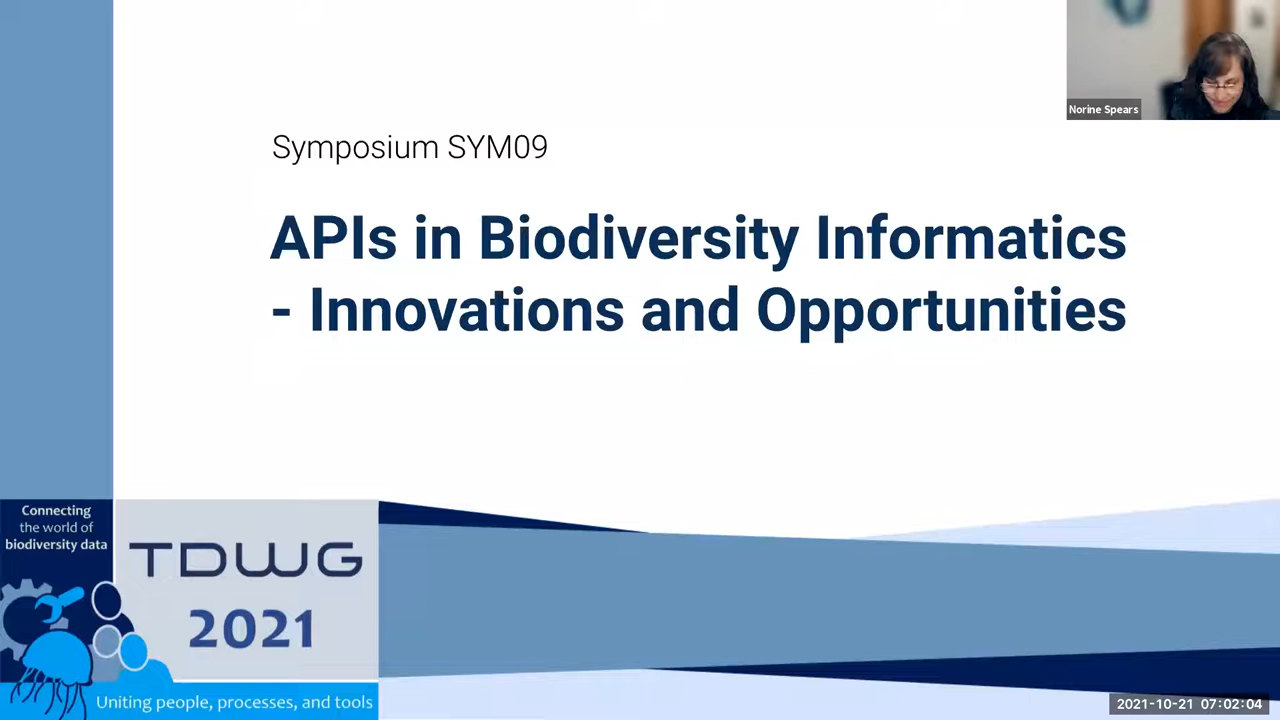 Norine Spears
Symposium SYM09
APIs in Biodiversity Informatics
- Innovations and Opportunities
Connecting
the world of
biodiversity data
TDWG
2021
Uniting people, processes, and tools
2021-10-21 07:02:04